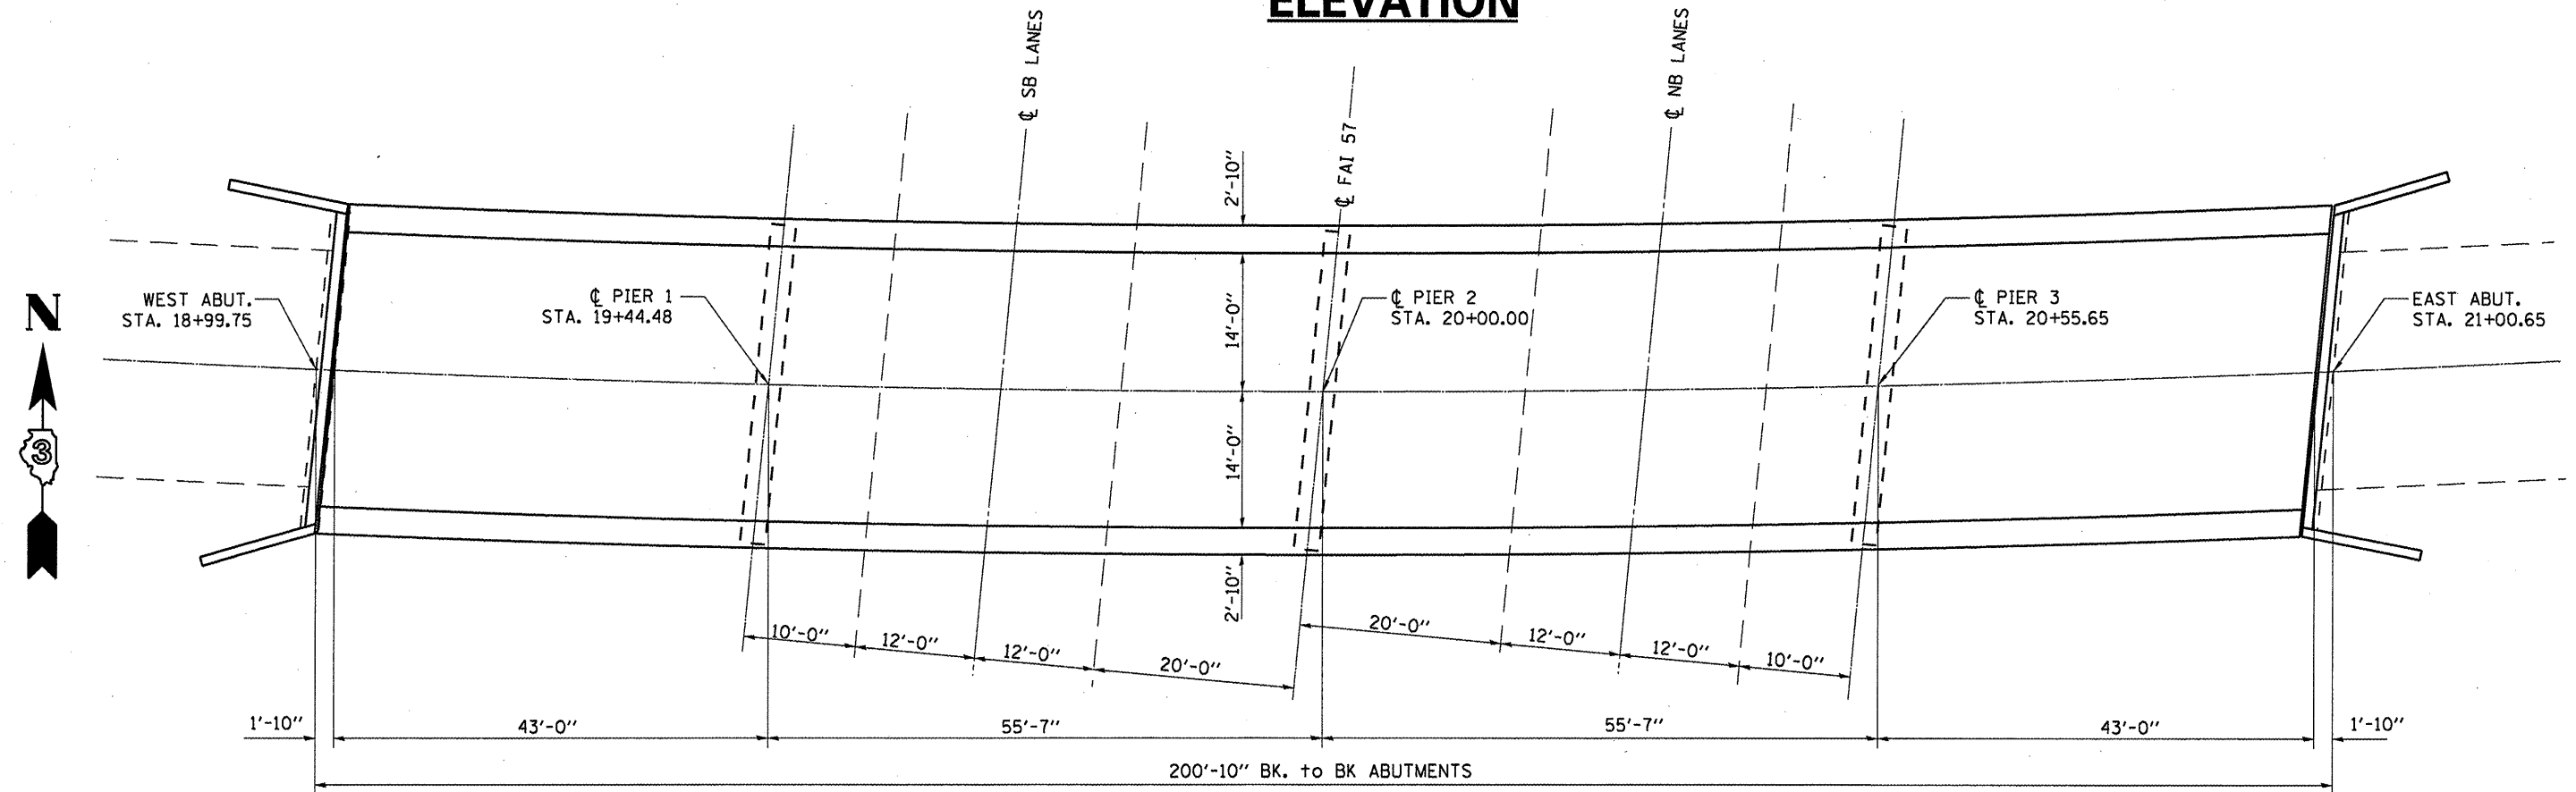 ELEVATION
℄ SB LANES
℄ FAI 57
℄ NB LANES
2'-10"
N
3
WEST ABUT.
STA. 18+99.75
℄ PIER 1
STA. 19+44.48
14'-0"
℄ PIER 2
STA. 20+00.00
℄ PIER 3
STA. 20+55.65
EAST ABUT.
STA. 21+00.65
14'-0"
2'-10"
10'-0"
12'-0"
12'-0"
20'-0"
20'-0"
12'-0"
12'-0"
10'-0"
1'-10"
43'-0"
55'-7"
55'-7"
43'-0"
1'-10"
200'-10" BK. to BK ABUTMENTS